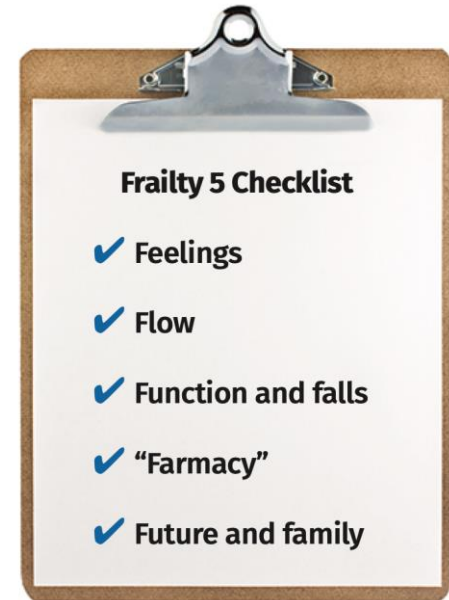 Frailty 5 Checklist
✔ Feelings
✔ Flow
✔ Function and falls
✔ “Farmacy”
✔ Future and family